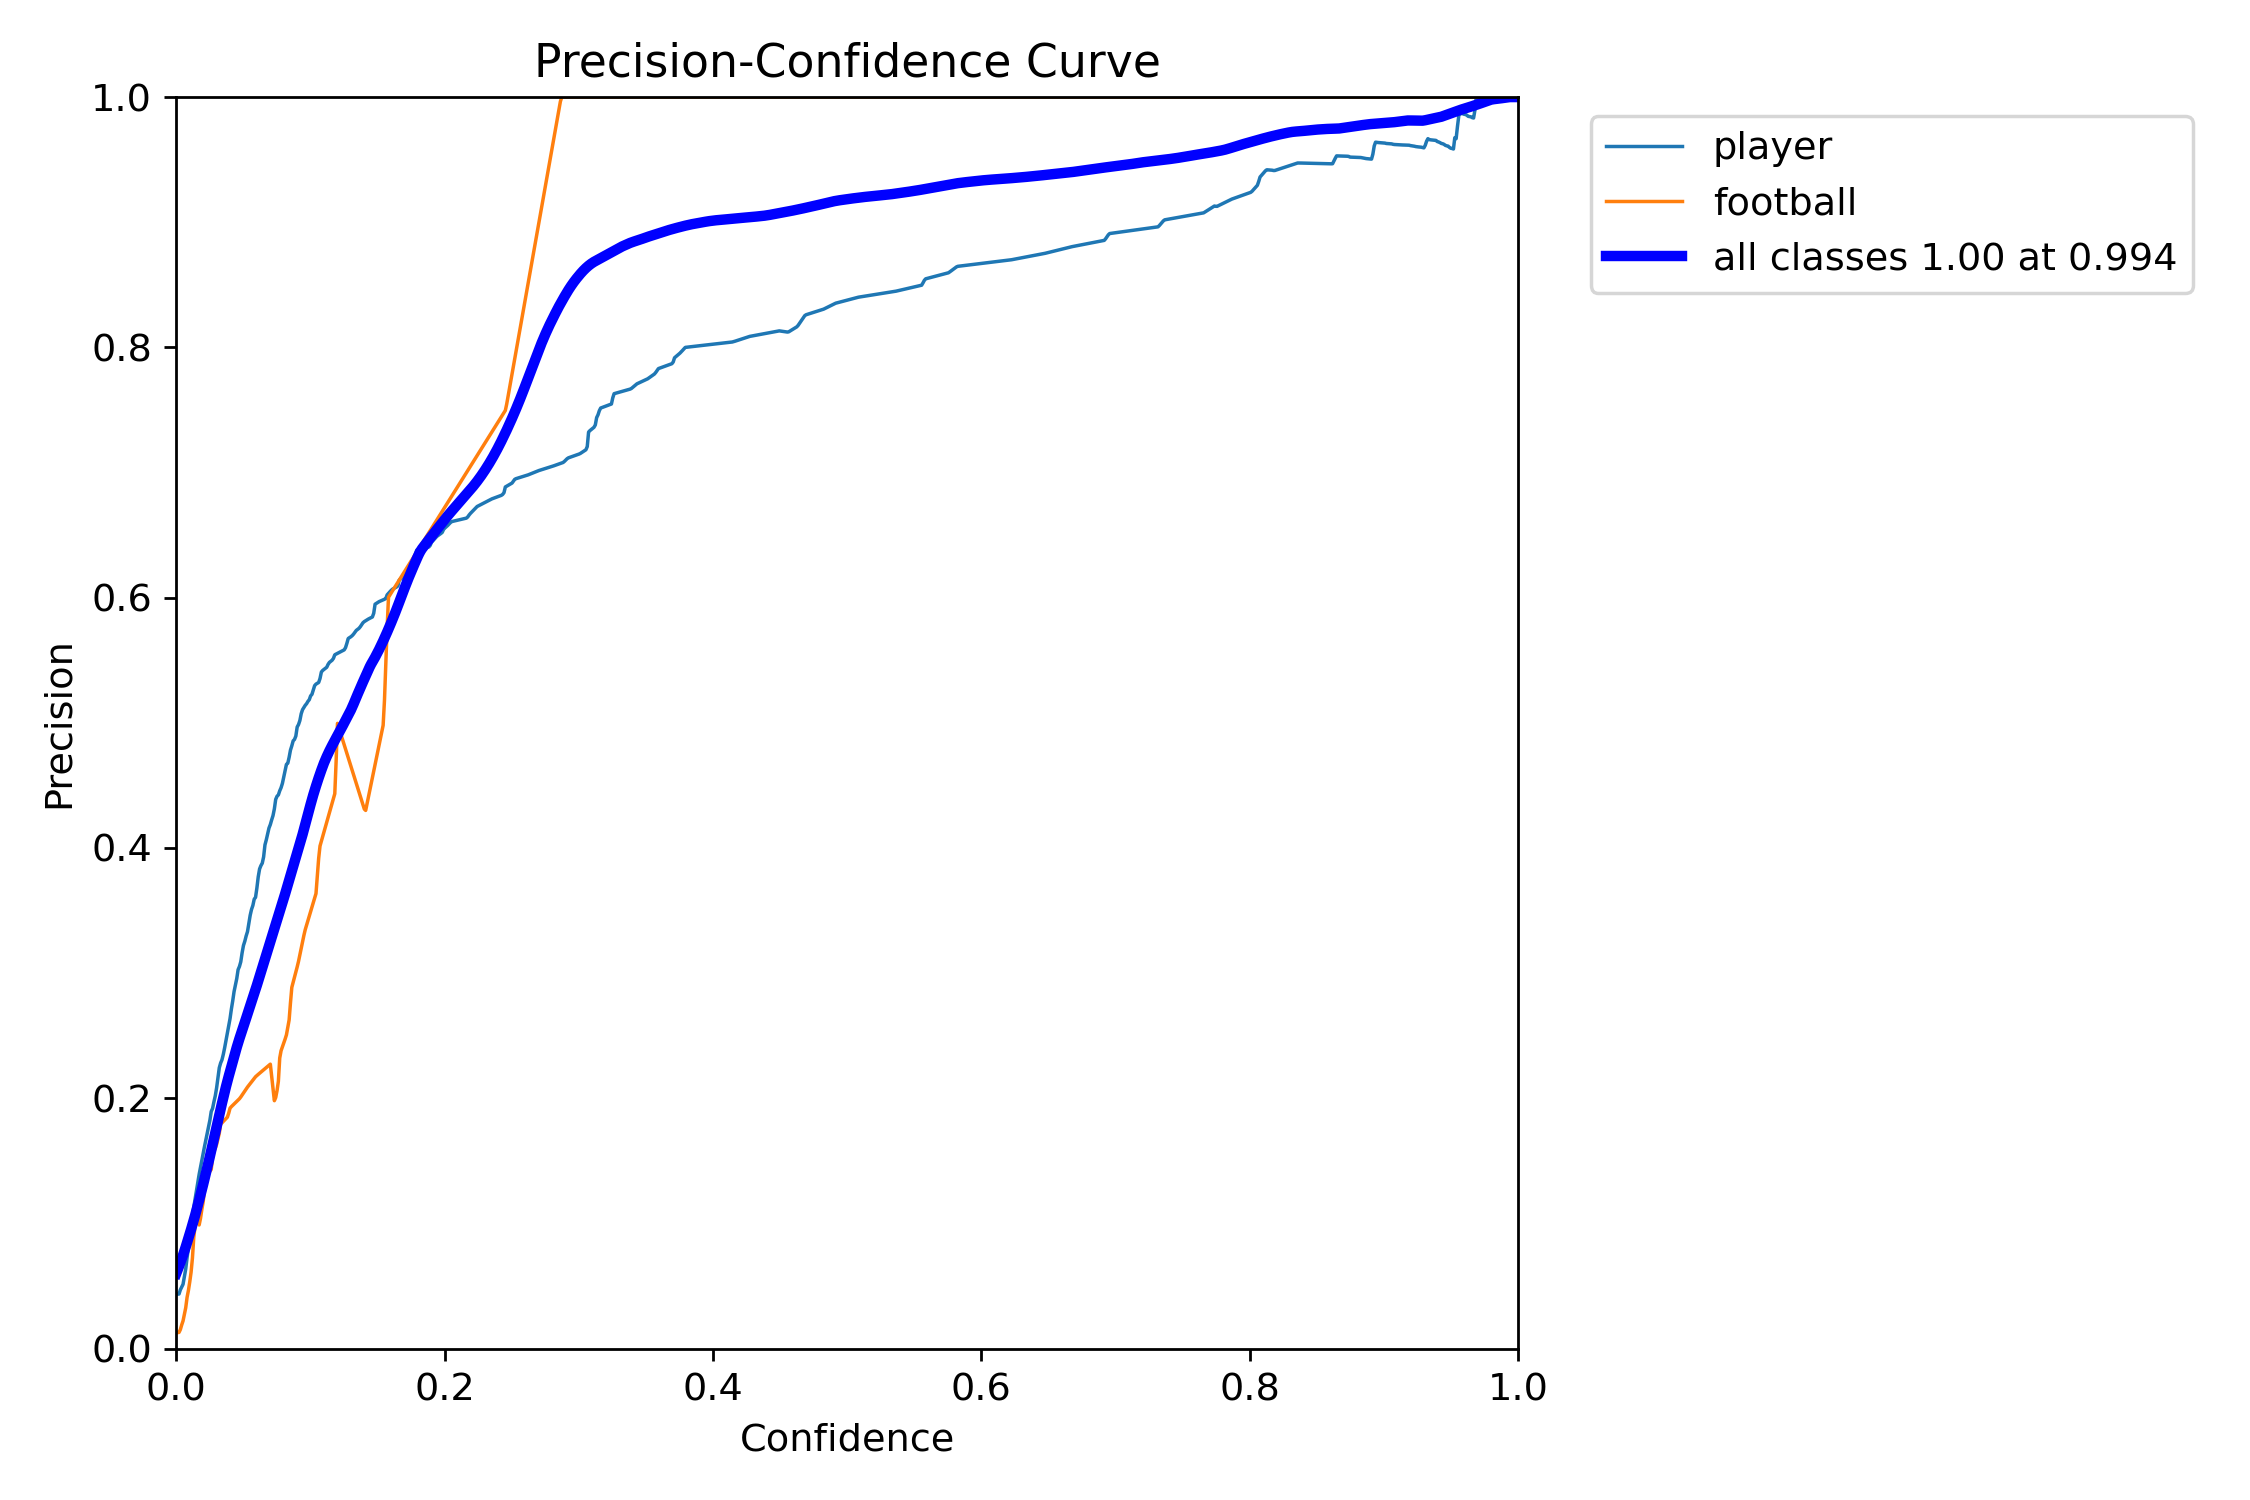 Precision-Confidence Curve
1.0
0.8
0.6
0.4
0.2
0.0
Precision
0.0 0.2 0.4 0.6 0.8 1.0
Confidence
player
football
all classes 1.00 at 0.994